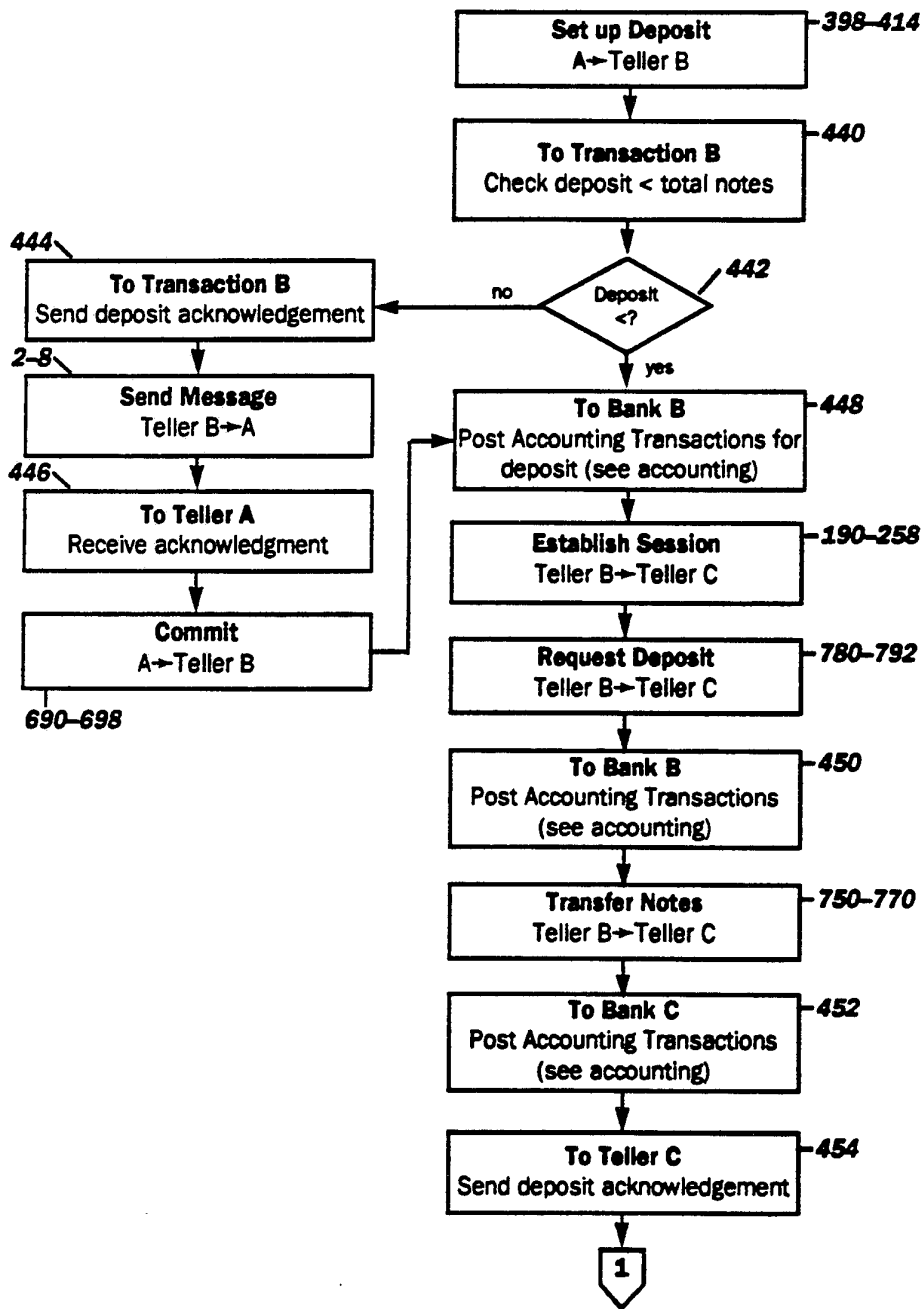 Set up Deposit
A→Teller B
398–414
To Transaction B
Check deposit < total notes
440
Deposit
<?
442
no
yes
444
To Transaction B
Send deposit acknowledgement
2–8
Send Message
Teller B→A
446
To Teller A
Receive acknowledgment
Commit
A→Teller B
690–698
To Bank B
Post Accounting Transactions for
deposit (see accounting)
448
Establish Session
Teller B→Teller C
190–258
Request Deposit
Teller B→Teller C
780–792
To Bank B
Post Accounting Transactions
(see accounting)
450
Transfer Notes
Teller B→Teller C
750–770
To Bank C
Post Accounting Transactions
(see accounting)
452
To Teller C
Send deposit acknowledgement
454
1